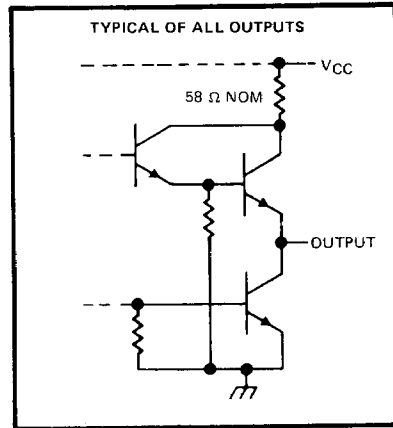 TYPICAL OF ALL OUTPUTS
VCC
58 Ω NOM
OUTPUT